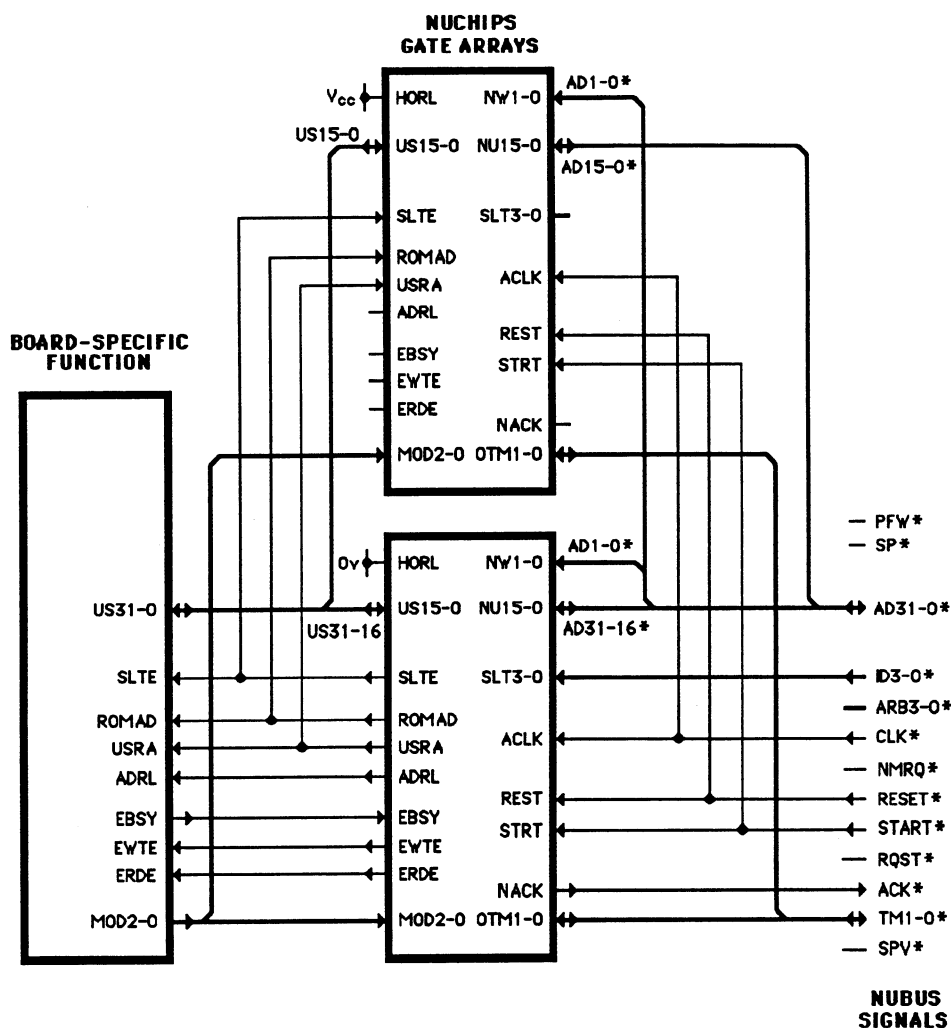 NUCHIPS
GATE ARRAYS
Vcc
HORL
NW1-0
AD1-0*
US15-0
US15-0
NU15-0
AD15-0*
SLTE
SLT3-0
ROMAD
USRA
ACLK
ADRL
REST
EBSY
STRT
EWTE
ERDE
NACK
MOD2-0
OTM1-0
BOARD-SPECIFIC
FUNCTION
US31-0
SLTE
ROMAD
USRA
ADRL
EBSY
EWTE
ERDE
MOD2-0
0v
HORL
NW1-0
AD1-0*
US15-0
NU15-0
US31-16
AD31-16*
SLTE
SLT3-0
ROMAD
USRA
ACLK
ADRL
REST
EBSY
STRT
EWTE
ERDE
NACK
MOD2-0
OTM1-0
PFW*
SP*
AD31-0*
ID3-0*
ARB3-0*
CLK*
NMRQ*
RESET*
START*
RQST*
ACK*
TM1-0*
SPV*
NUBUS
SIGNALS